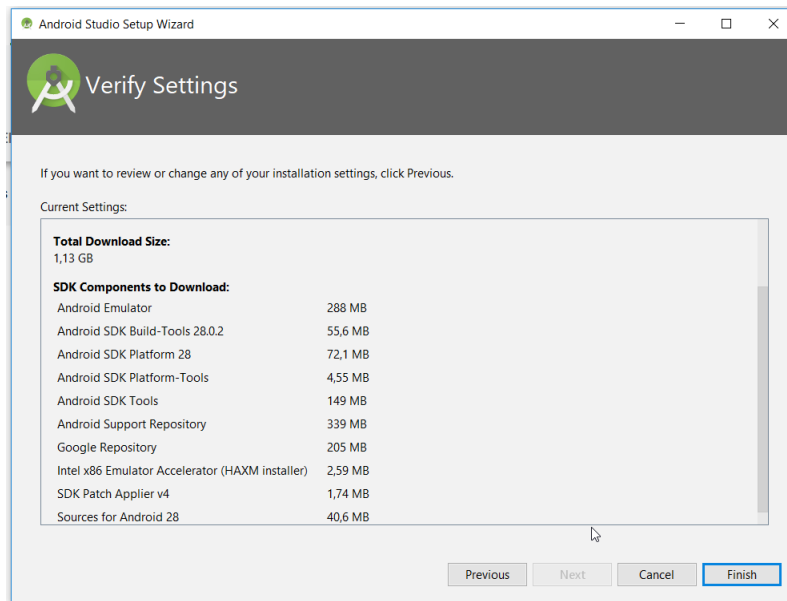 Android Studio Setup Wizard
Verify Settings
If you want to review or change any of your installation settings, click Previous.
Current Settings:
Total Download Size:
1,13 GB
SDK Components to Download:
Android Emulator 288 MB
Android SDK Build-Tools 28.0.2 55,6 MB
Android SDK Platform 28 72,1 MB
Android SDK Platform-Tools 4,55 MB
Android SDK Tools 149 MB
Android Support Repository 339 MB
Google Repository 205 MB
Intel x86 Emulator Accelerator (HAXM installer) 2,59 MB
SDK Patch Applier v4 1,74 MB
Sources for Android 28 40,6 MB
Previous Next Cancel Finish